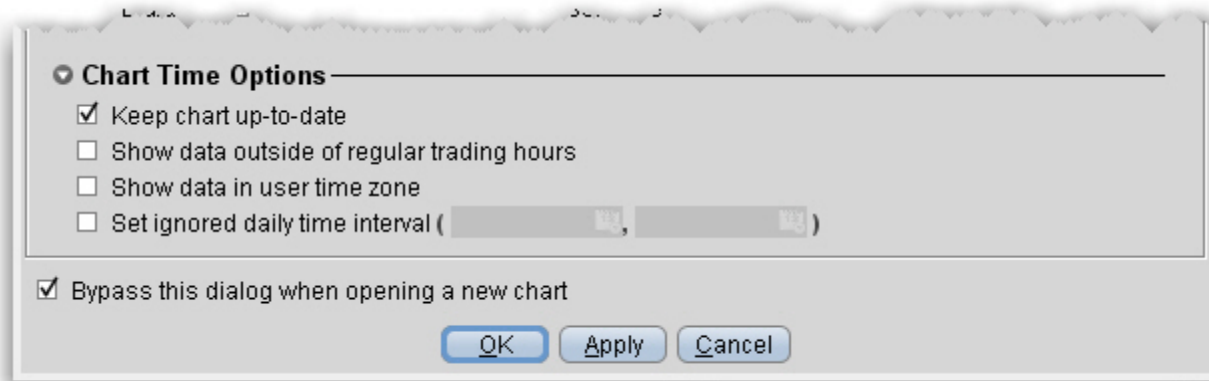 Chart Time Options
Keep chart up-to-date
Show data outside of regular trading hours
Show data in user time zone
Set ignored daily time interval ( , )
Bypass this dialog when opening a new chart
OK Apply Cancel